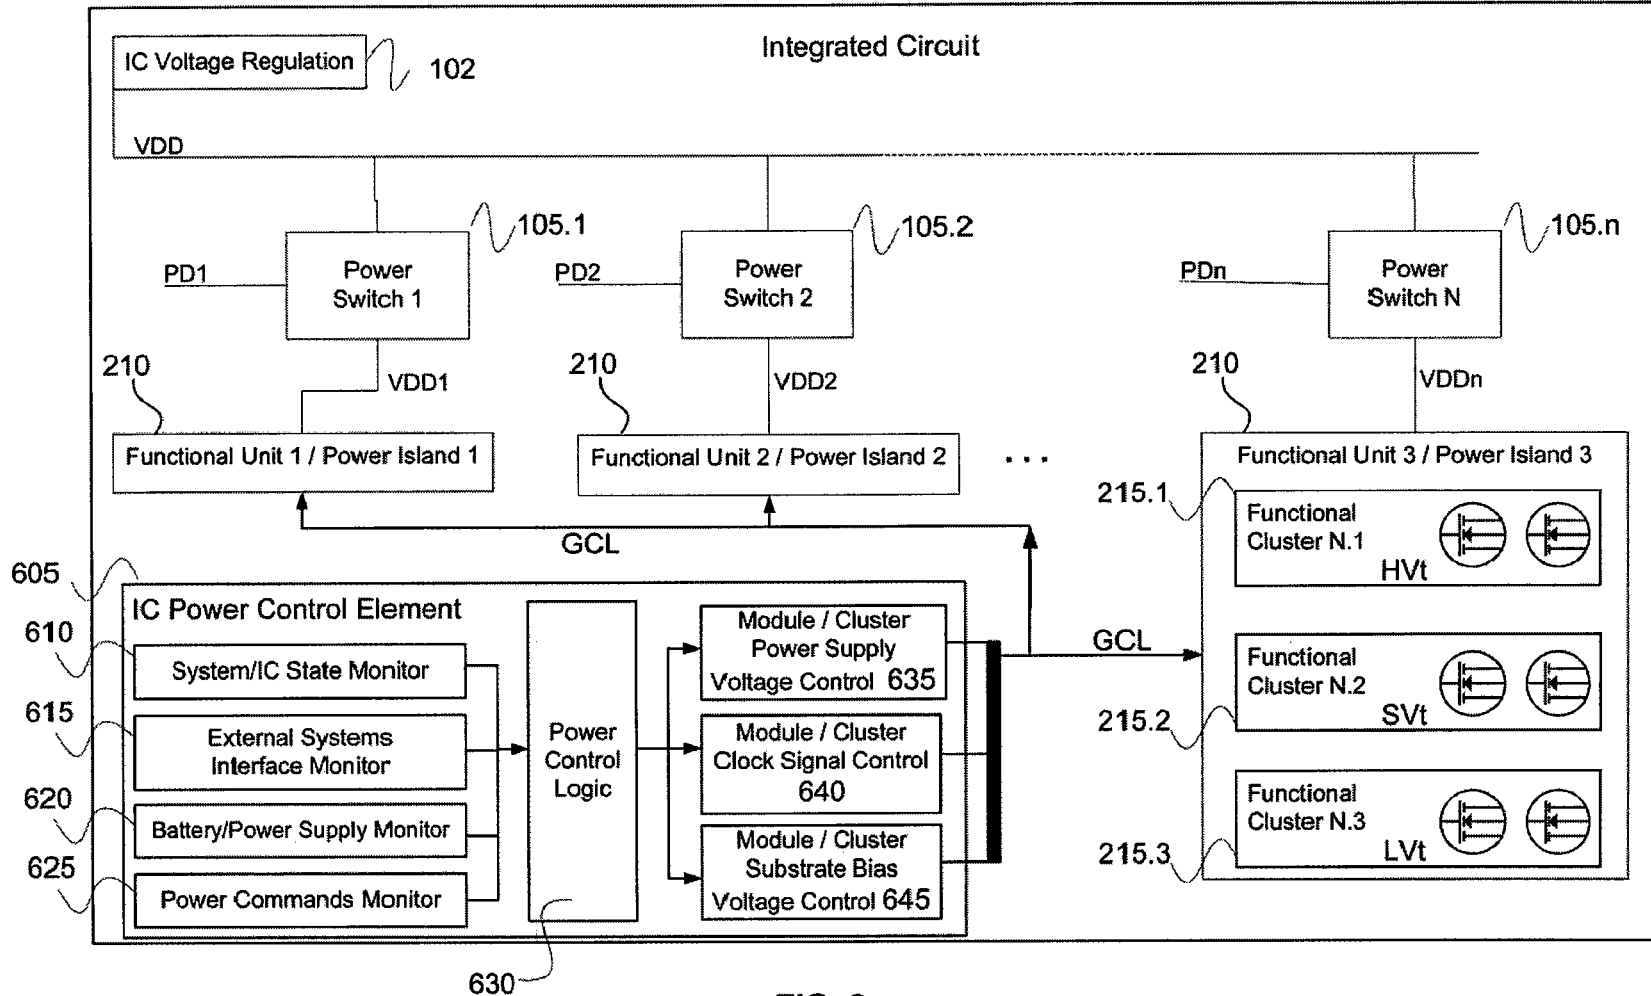 Integrated Circuit
IC Voltage Regulation
102
VDD
105.1
105.2
105.n
PD1
Power
Switch 1
PD2
Power
Switch 2
PDn
Power
Switch N
210
VDD1
210
VDD2
210
VDDn
Functional Unit 1 / Power Island 1
Functional Unit 2 / Power Island 2
...
Functional Unit 3 / Power Island 3
215.1
Functional
Cluster N.1
HVt
GCL
605
IC Power Control Element
610
System/IC State Monitor
615
External Systems
Interface Monitor
620
Battery/Power Supply Monitor
625
Power Commands Monitor
Power
Control
Logic
630
Module / Cluster
Power Supply
Voltage Control 635
Module / Cluster
Clock Signal Control
640
Module / Cluster
Substrate Bias
Voltage Control 645
GCL
Functional
Cluster N.2
SVt
215.2
Functional
Cluster N.3
LVt
215.3